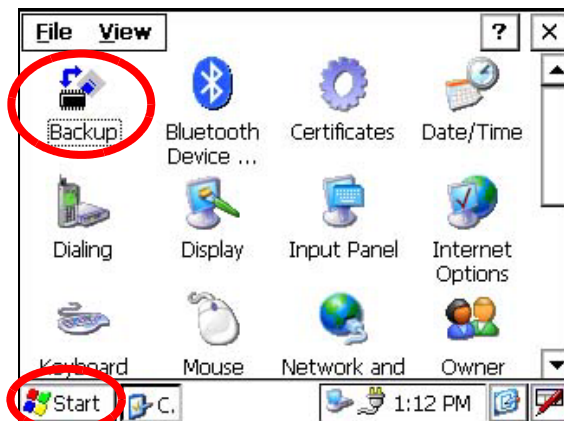 File View ? ×
Backup Bluetooth Device ... Certificates Date/Time
Dialing Display Input Panel Internet Options
Keyboard Mouse Network and Owner
Start C. 1:12 PM